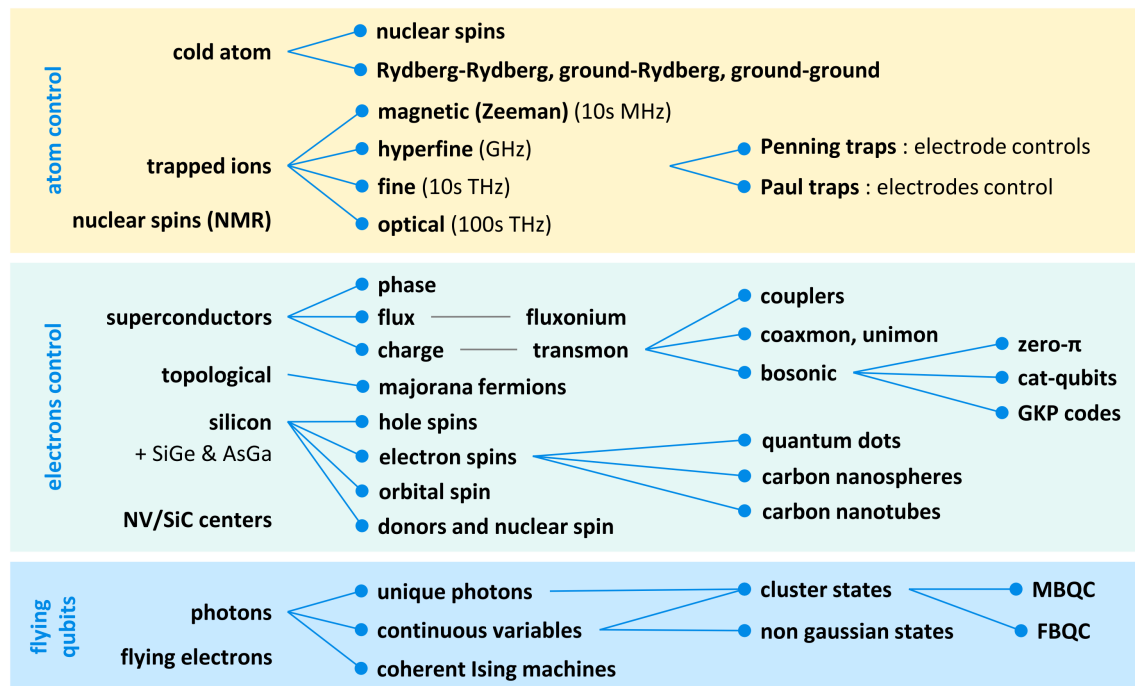 atom control
cold atom
nuclear spins
Rydberg-Rydberg, ground-Rydberg, ground-ground
trapped ions
magnetic (Zeeman) (10s MHz)
hyperfine (GHz)
fine (10s THz)
optical (100s THz)
Penning traps : electrode controls
Paul traps : electrodes control
nuclear spins (NMR)
electrons control
superconductors
phase
flux
fluxonium
charge
transmon
couplers
coaxmon, unimon
bosonic
zero-π
cat-qubits
GKP codes
topological
majorana fermions
silicon
+ SiGe & AsGa
hole spins
electron spins
orbital spin
donors and nuclear spin
quantum dots
carbon nanospheres
carbon nanotubes
NV/SiC centers
flying
qubits
photons
unique photons
continuous variables
coherent Ising machines
cluster states
non gaussian states
MBQC
FBQC
flying electrons